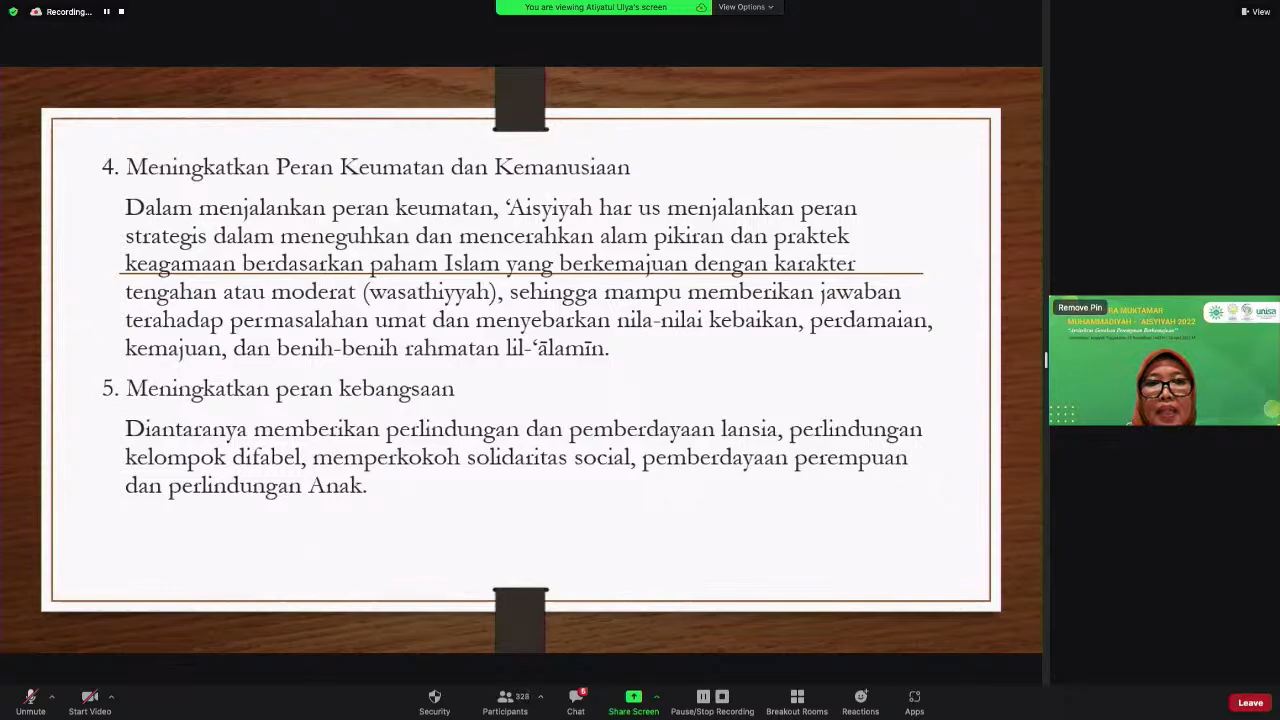 Recording...
You are viewing Atiyatul Ulya's screen
View Options
View
4. Meningkatkan Peran Keumatan dan Kemanusiaan
Dalam menjalankan peran keumatan, ‘Aisyiyah har us menjalankan peran
strategis dalam meneguhkan dan mencerahkan alam pikiran dan praktek
keagamaan berdasarkan paham Islam yang berkemajuan dengan karakter
tengahan atau moderat (wasathiyyah), sehingga mampu memberikan jawaban
terahadap permasalahan umat dan menyebarkan nila-nilai kebaikan, perdamaian,
kemajuan, dan benih-benih rahmatan lil-‘ālamīn.
5. Meningkatkan peran kebangsaan
Diantaranya memberikan perlindungan dan pemberdayaan lansia, perlindungan
kelompok difabel, memperkokoh solidaritas social, pemberdayaan perempuan
dan perlindungan Anak.
Remove Pin
RA MUKTAMAR
MUHAMMADIYAH - 'AISYIYAH 2022
unisa
Unmute
Start Video
Security
328
Participants
6
Chat
Share Screen
Pause/Stop Recording
Breakout Rooms
Reactions
Apps
Leave